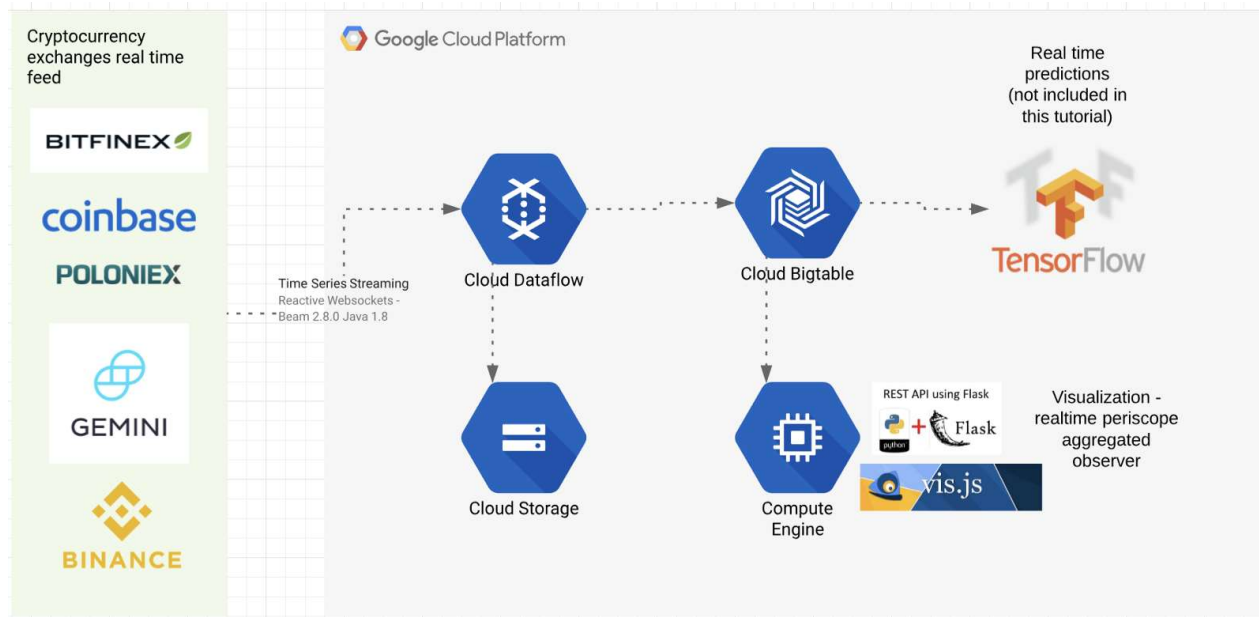 Cryptocurrency
exchanges real time
feed
BITFINEX
coinbase
POLONIEX
GEMINI
BINANCE
Time Series Streaming
Reactive Websockets -
Beam 2.8.0 Java 1.8
Google Cloud Platform
Cloud Dataflow
Cloud Bigtable
Real time
predictions
(not included in
this tutorial)
TensorFlow
Cloud Storage
Compute
Engine
REST API using Flask
python
+
Flask
vis.js
Visualization -
realtime periscope
aggregated
observer